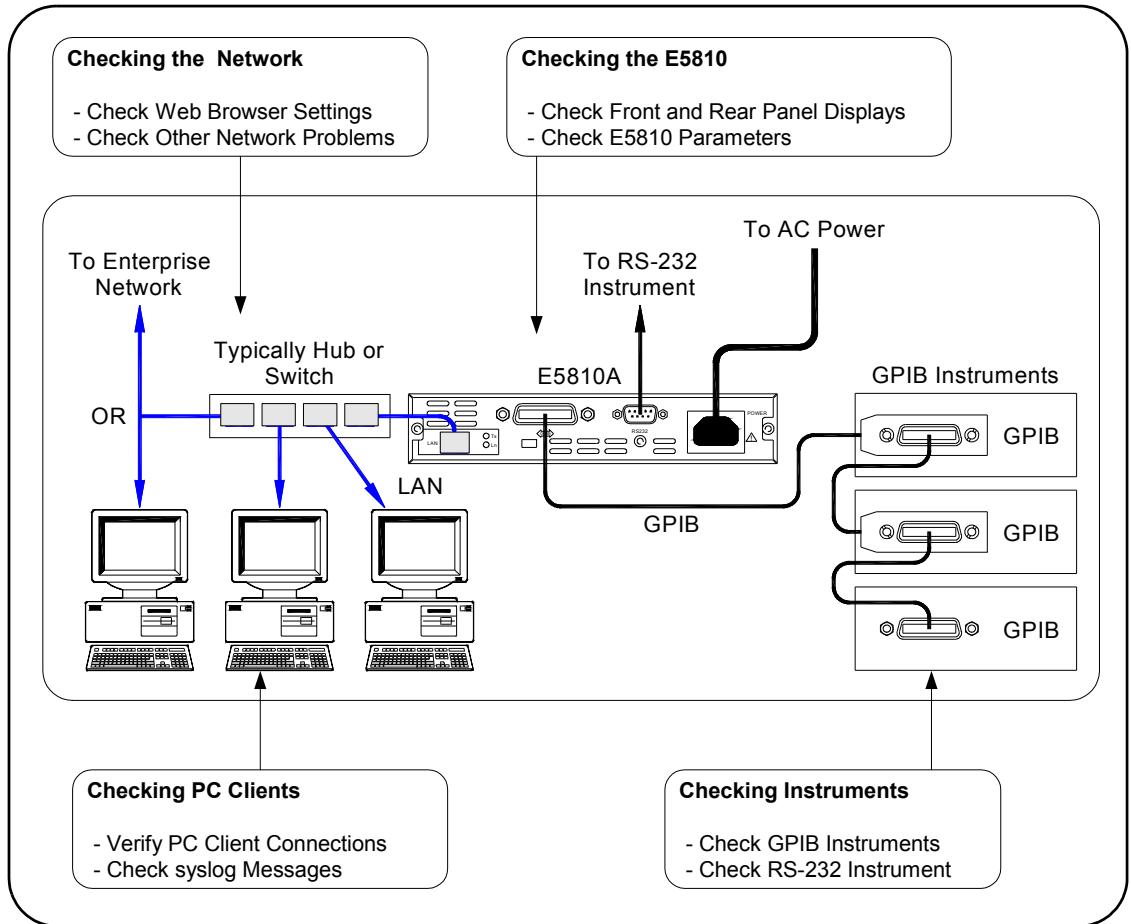 Checking the Network
- Check Web Browser Settings
- Check Other Network Problems
Checking the E5810
- Check Front and Rear Panel Displays
- Check E5810 Parameters
To AC Power
To Enterprise
Network
To RS-232
Instrument
Typically Hub or
Switch
E5810A
GPIB Instruments
OR
POWER
LAN
Tx
Ln
RS232
GPIB
LAN
GPIB
GPIB
GPIB
Checking PC Clients
- Verify PC Client Connections
- Check syslog Messages
Checking Instruments
- Check GPIB Instruments
- Check RS-232 Instrument